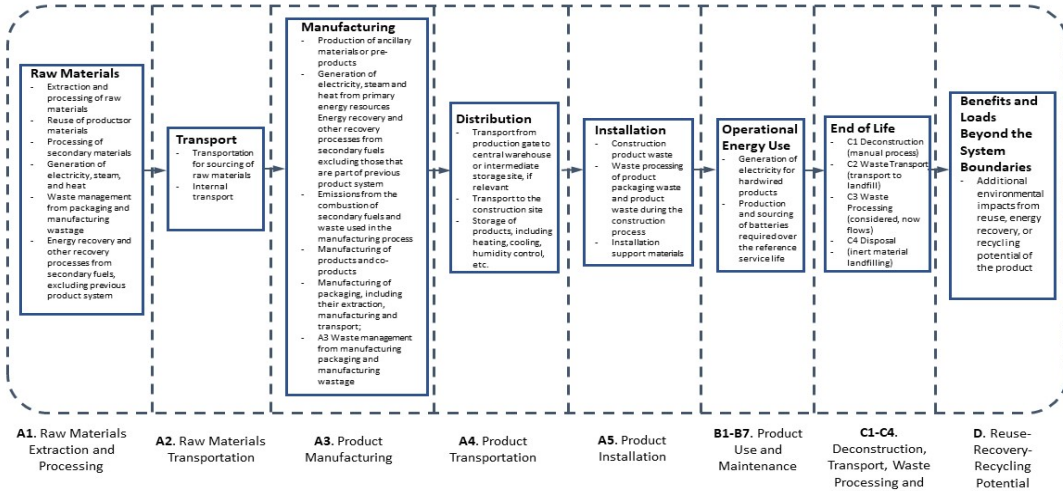 Raw Materials
- Extraction and
processing of raw
materials
- Reuse of productsor
materials
- Processing of
secondary materials
- Generation of
electricity, steam,
and heat
- Waste management
from packaging and
manufacturing
wastage
- Energy recovery and
other recovery
processes from
secondary fuels,
excluding previous
product system
Transport
- Transportation
for sourcing of
raw materials
- Internal
transport
Manufacturing
- Production of ancillary
materials or pre-
products
- Generation of
electricity, steam and
heat from primary
energy resources
Energy recovery and
other recovery
processes from
secondary fuels
excluding those that
are part of previous
product system
- Emissions from the
combustion of
secondary fuels and
waste used in the
manufacturing process
- Manufacturing of
products and co-
products
- Manufacturing of
packaging, including
their extraction,
manufacturing and
transport;
- A3 Waste management
from manufacturing
packaging and
manufacturing
wastage
Distribution
- Transport from
production gate to
central warehouse
or intermediate
storage site, if
relevant
- Transport to the
construction site
- Storage of
products, including
heating, cooling,
humidity control,
etc.
Installation
- Construction
product waste
- Waste processing
of product
packaging waste
and product
waste during the
construction
process
- Installation
support materials
Operational
Energy Use
- Generation of
electricity for
hardwired
products
- Production
and sourcing
of batteries
required over
the reference
service life
End of Life
- C1 Deconstruction
(manual process)
- C2 Waste Transport
(transport to
landfill)
- C3 Waste
Processing
(considered, now
flows)
- C4 Disposal
- (inert material
landfilling)
Benefits and
Loads
Beyond the
System
Boundaries
- Additional
environmental
impacts from
reuse, energy
recovery, or
recycling
potential of
the product
A1. Raw Materials
Extraction and
Processing
A2. Raw Materials
Transportation
A3. Product
Manufacturing
A4. Product
Transportation
A5. Product
Installation
B1-B7. Product
Use and
Maintenance
C1-C4.
Deconstruction,
Transport, Waste
Processing and
D. Reuse-
Recovery-
Recycling
Potential